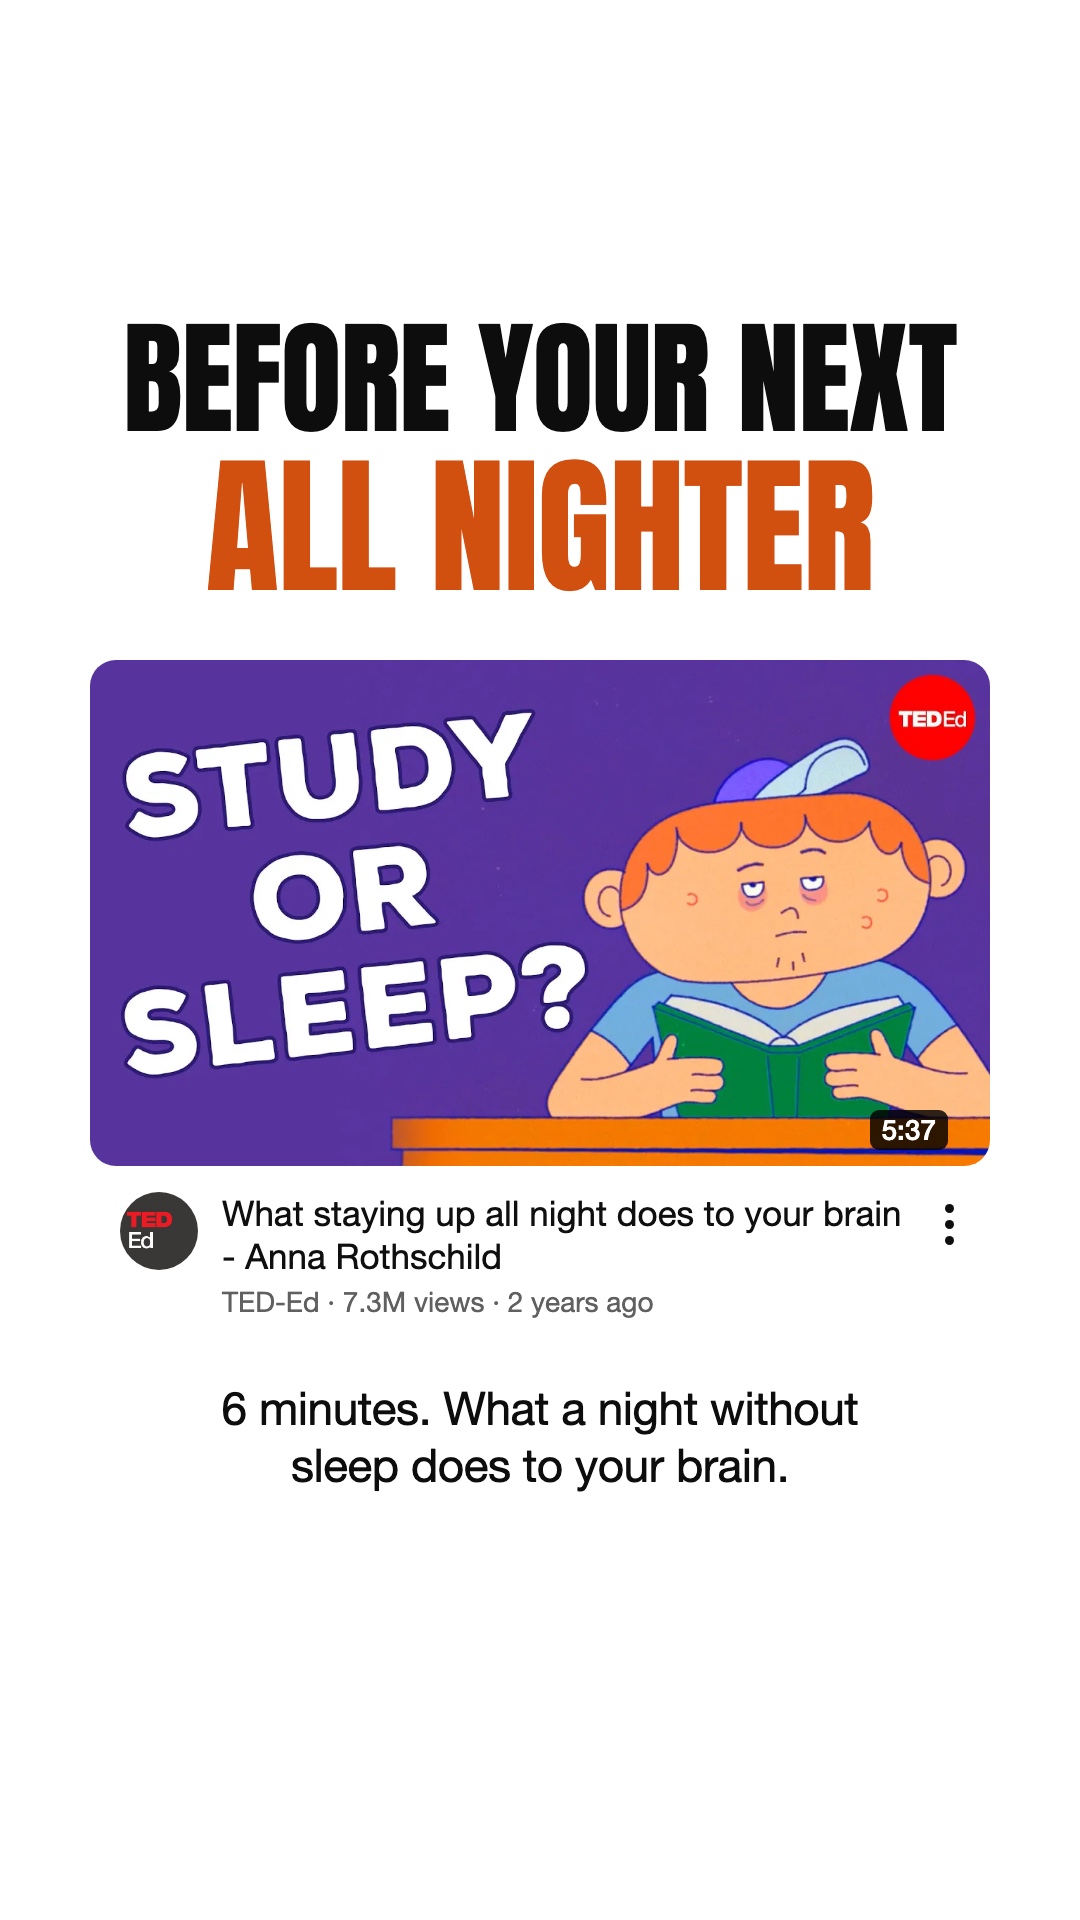 BEFORE YOUR NEXT
ALL NIGHTER
STUDY
OR
SLEEP?
TEDEd
5:37
TED
Ed
What staying up all night does to your brain
- Anna Rothschild
TED-Ed · 7.3M views · 2 years ago
6 minutes. What a night without
sleep does to your brain.